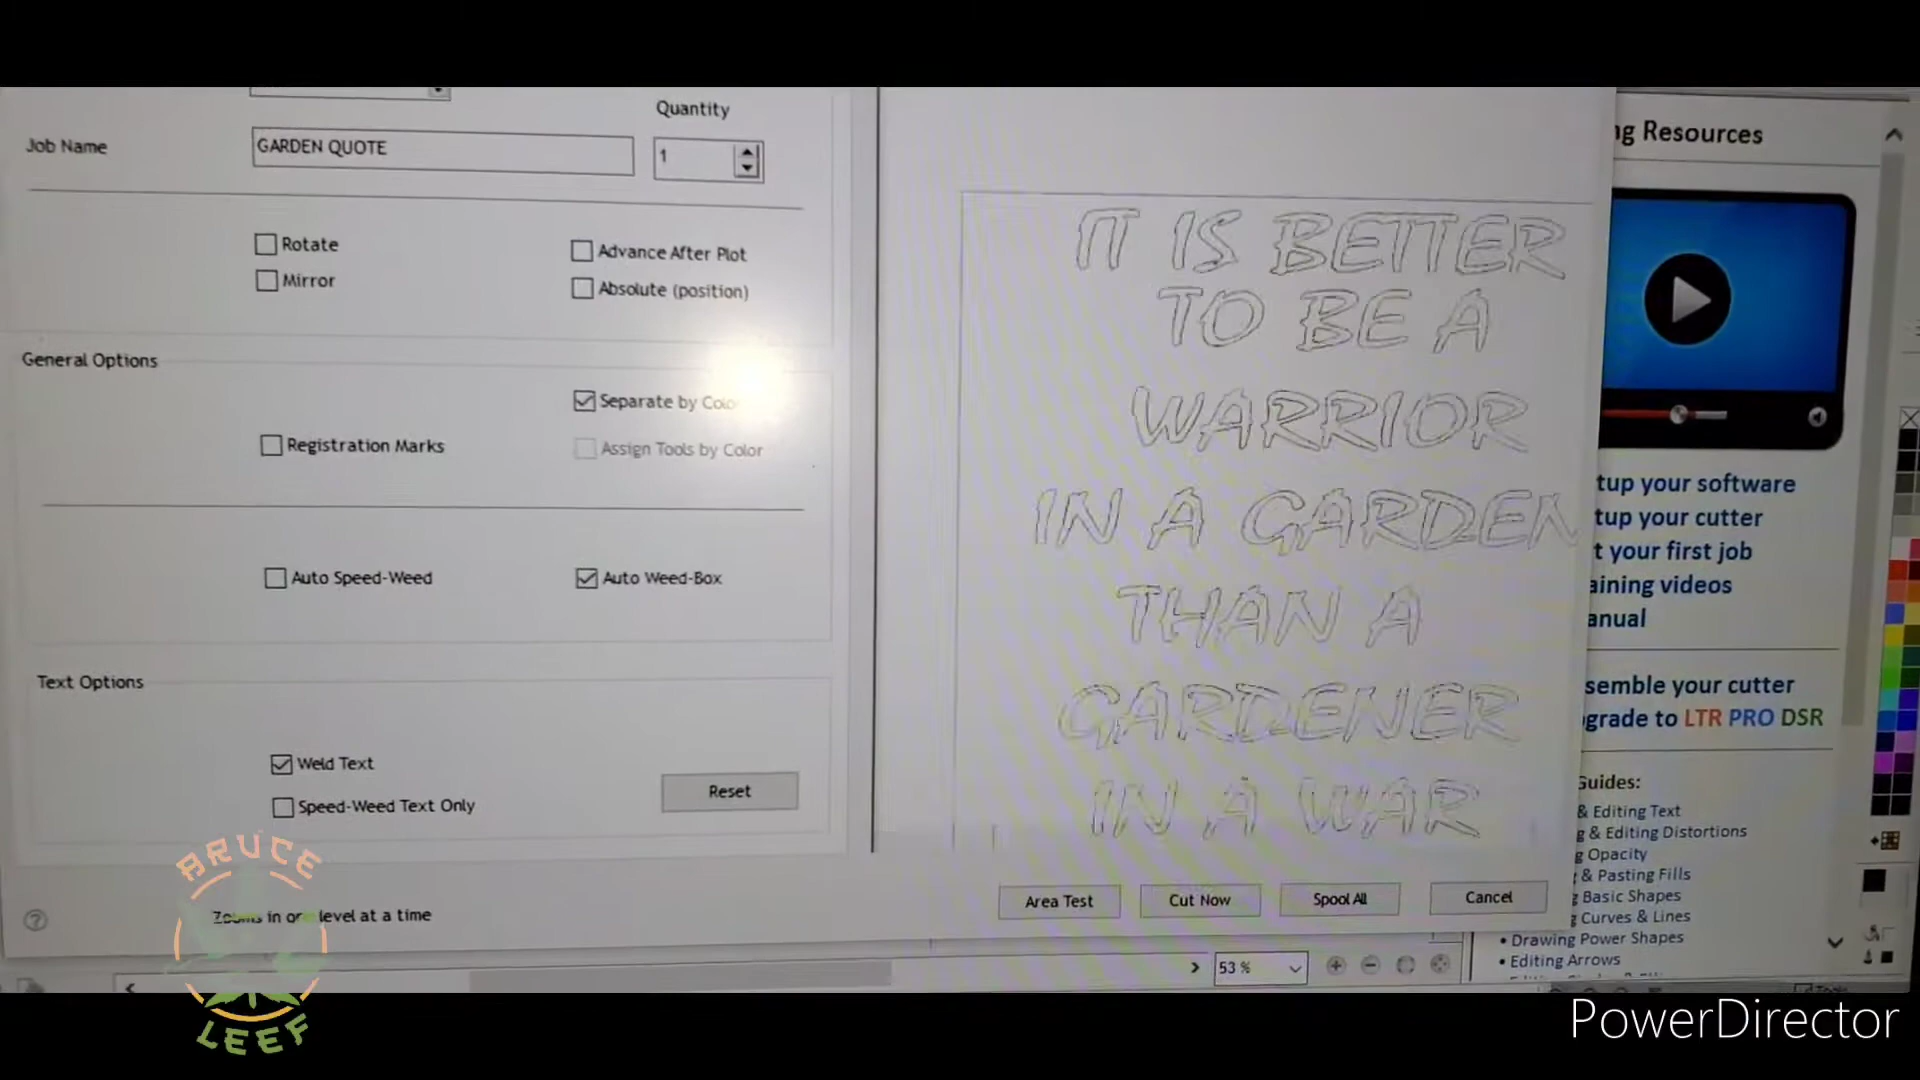 Quantity
Job Name
GARDEN QUOTE
1
Rotate
Advance After Plot
Mirror
Absolute (position)
General Options
Separate by Colo
Registration Marks
Assign Tools by Color
Auto Speed-Weed
Auto Weed-Box
Text Options
Weld Text
Speed-Weed Text Only
Reset
IT IS BETTER
TO BE A
WARRIOR
IN A GARDEN
THAN A
GARDENER
IN A WAR
Area Test
Cut Now
Spool All
Cancel
Zooms in one level at a time
53 %
ng Resources
tup your software
tup your cutter
t your first job
aining videos
anual
semble your cutter
grade to LTR PRO DSR
Guides:
& Editing Text
g & Editing Distortions
g Opacity
& Pasting Fills
g Basic Shapes
g Curves & Lines
• Drawing Power Shapes
• Editing Arrows
BRUCE
LEEF
PowerDirector